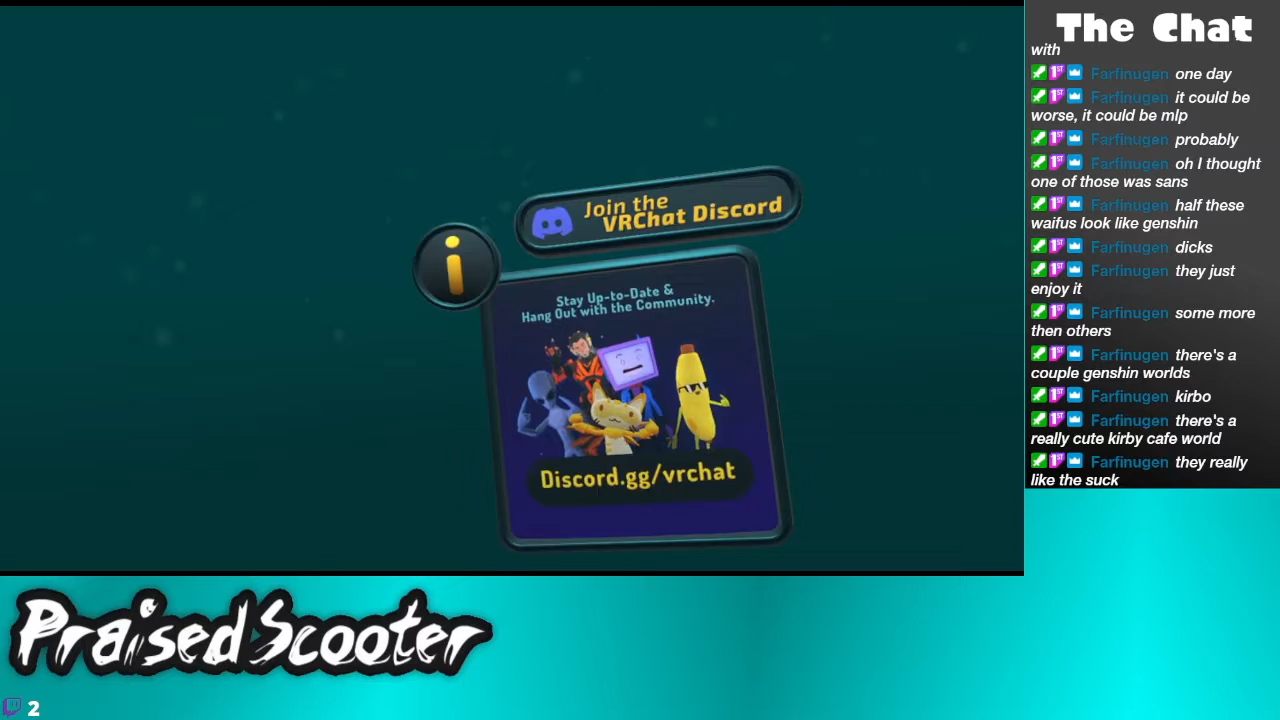 Join the
VRChat Discord
i
Stay Up-to-Date &
Hang Out with the Community.
Discord.gg/vrchat
The Chat
with
Farfinugen one day
Farfinugen it could be
worse, it could be mlp
Farfinugen probably
Farfinugen oh I thought
one of those was sans
Farfinugen half these
waifus look like genshin
Farfinugen dicks
Farfinugen they just
enjoy it
Farfinugen some more
then others
Farfinugen there's a
couple genshin worlds
Farfinugen kirbo
Farfinugen there's a
really cute kirby cafe world
Farfinugen they really
like the suck
PraisedScooter
2